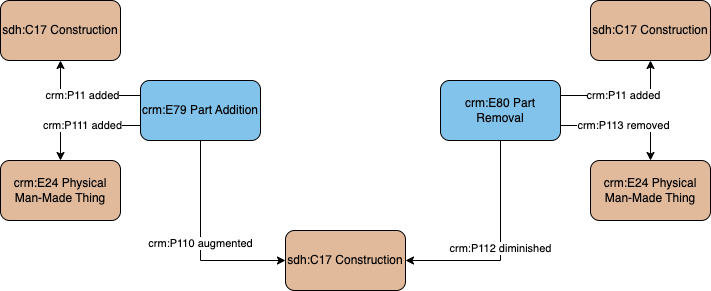 sdh:C17 Construction
sdh:C17 Construction
crm:P11 added
crm:P11 added
crm:E79 Part Addition
crm:E80 Part
Removal
crm:P111 added
crm:P113 removed
crm:E24 Physical
Man-Made Thing
crm:E24 Physical
Man-Made Thing
crm:P110 augmented
crm:P112 diminished
sdh:C17 Construction